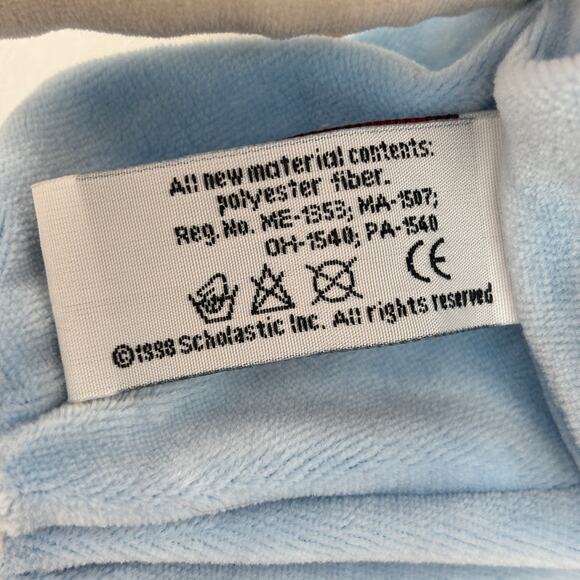 All new material contents:
polyester fiber.
Reg. No. ME-1353; MA-1507;
OH-1540; PA-1540
CE
©1998 Scholastic Inc. All rights reserved